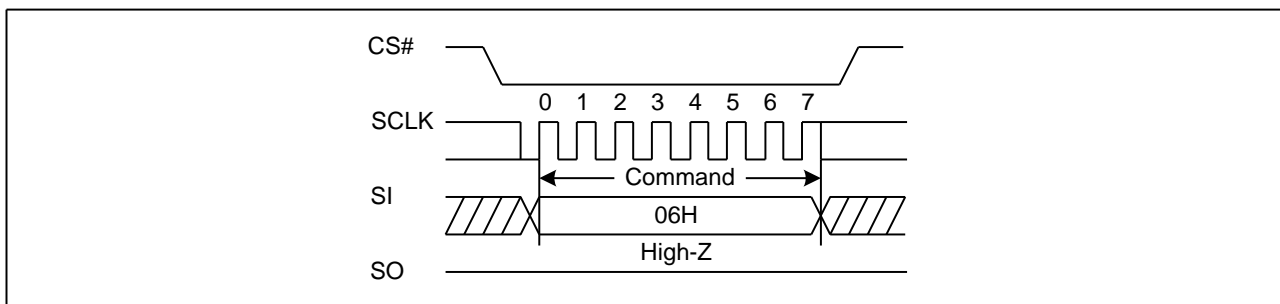 CS#
0 1 2 3 4 5 6 7
SCLK
Command
SI
06H
High-Z
SO